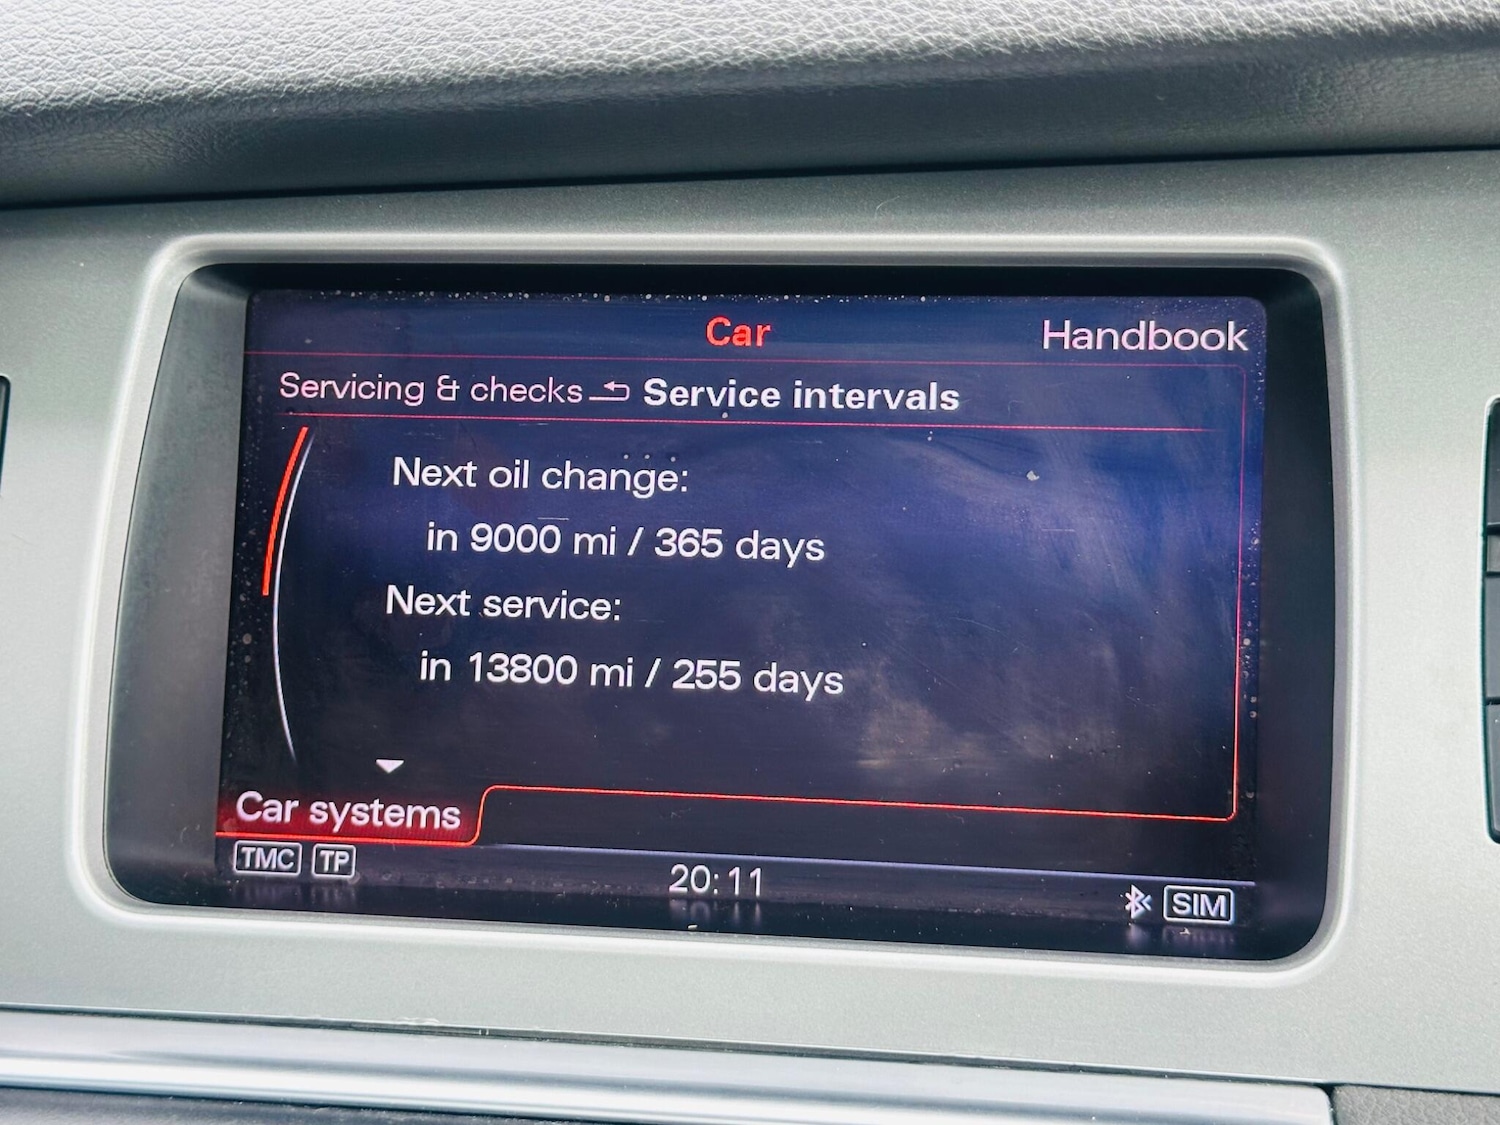 Car
Handbook
Servicing & checks Service intervals
Next oil change:
in 9000 mi / 365 days
Next service:
in 13800 mi / 255 days
Car systems
TMC TP
20:11
SIM